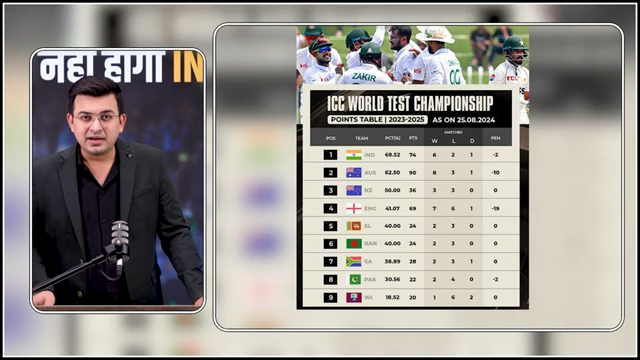 नहीं होगा IN
ZAKIR
ICC WORLD TEST CHAMPIONSHIP
POINTS TABLE | 2023-2025 AS ON 25.08.2024
MATCHES
POS TEAM PCT(%) PTS W L D PEN
1 IND 68.52 74 6 2 1 -2
2 AUS 62.50 90 8 3 1 -10
3 NZ 50.00 36 3 3 0 0
4 ENG 41.07 69 7 6 1 -19
5 SL 40.00 24 2 3 0 0
6 BAN 40.00 24 2 3 0 0
7 SA 38.89 28 2 3 1 0
8 PAK 30.56 22 2 4 0 -2
9 WI 18.52 20 1 6 2 0